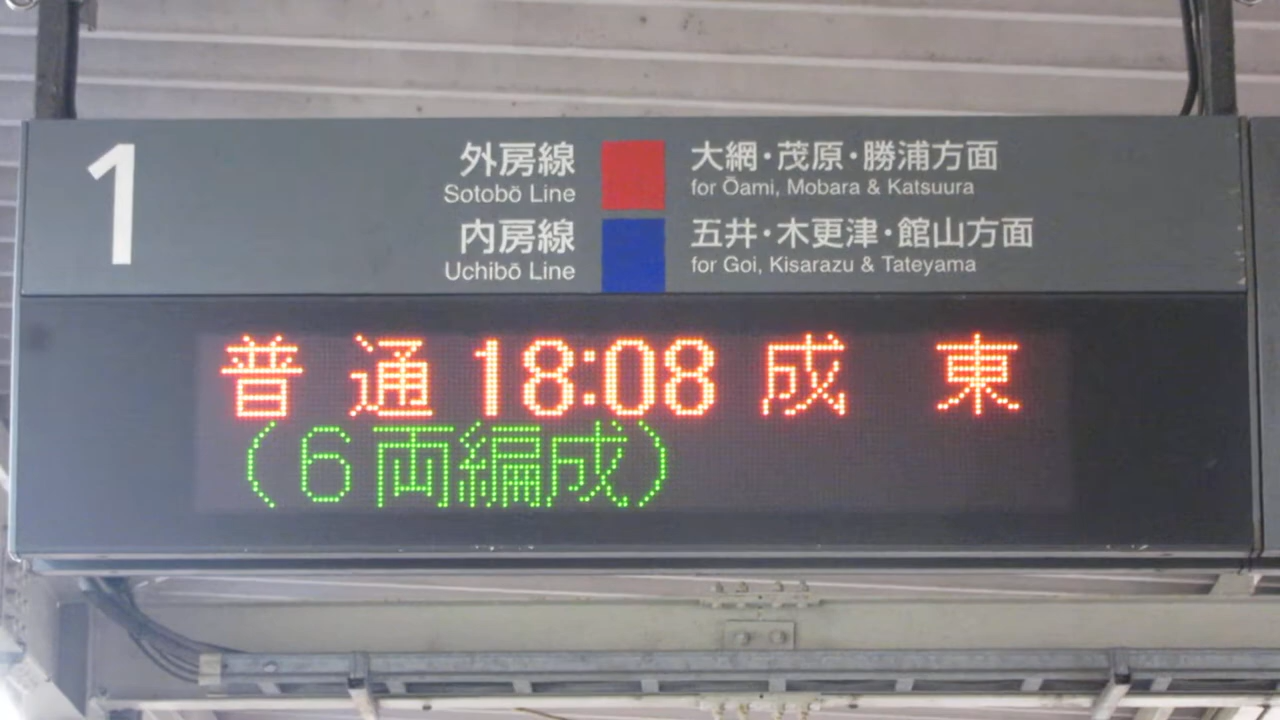 1
外房線 大網・茂原・勝浦方面
Sotobō Line for Ōami, Mobara & Katsuura
内房線 五井・木更津・館山方面
Uchibō Line for Goi, Kisarazu & Tateyama
普通 18:08 成東
（6両編成）